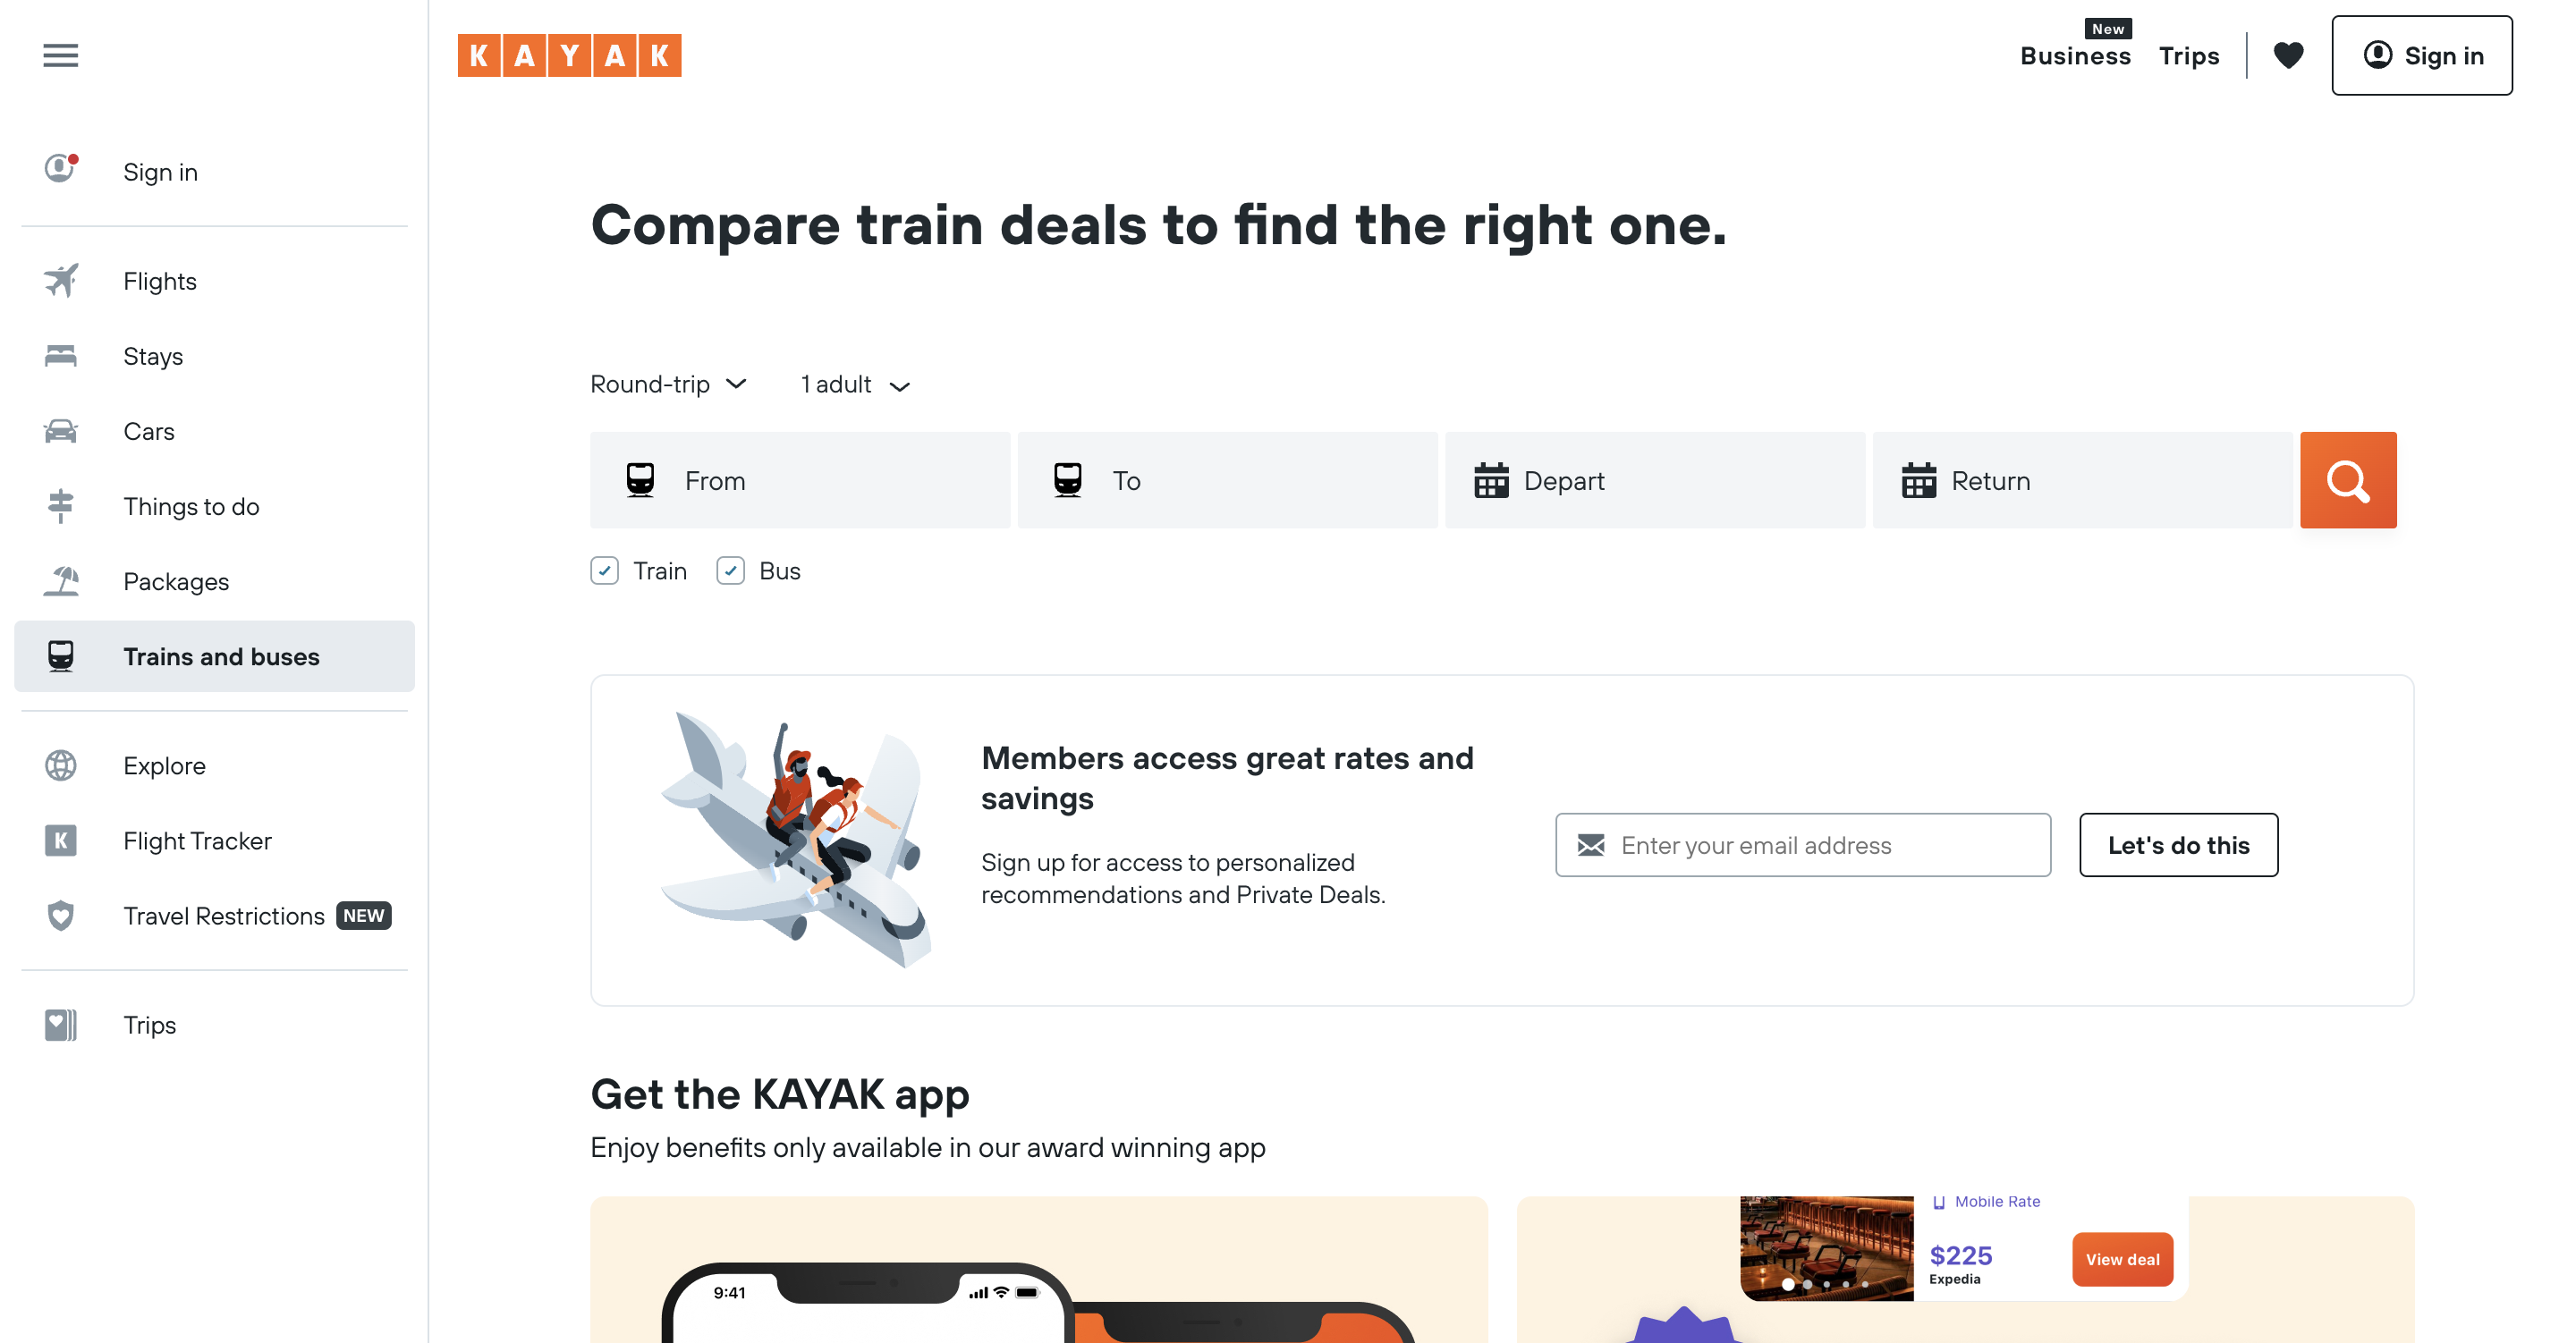 KAYAK
New
Business
Trips
Sign in
Sign in
Flights
Stays
Cars
Things to do
Packages
Trains and buses
Explore
K
Flight Tracker
Travel Restrictions NEW
Trips
Compare train deals to find the right one.
Round-trip
1 adult
From
To
Depart
Return
Train
Bus
Members access great rates and
savings
Sign up for access to personalized
recommendations and Private Deals.
Enter your email address
Let's do this
Get the KAYAK app
Enjoy benefits only available in our award winning app
9:41
Mobile Rate
$225
Expedia
View deal